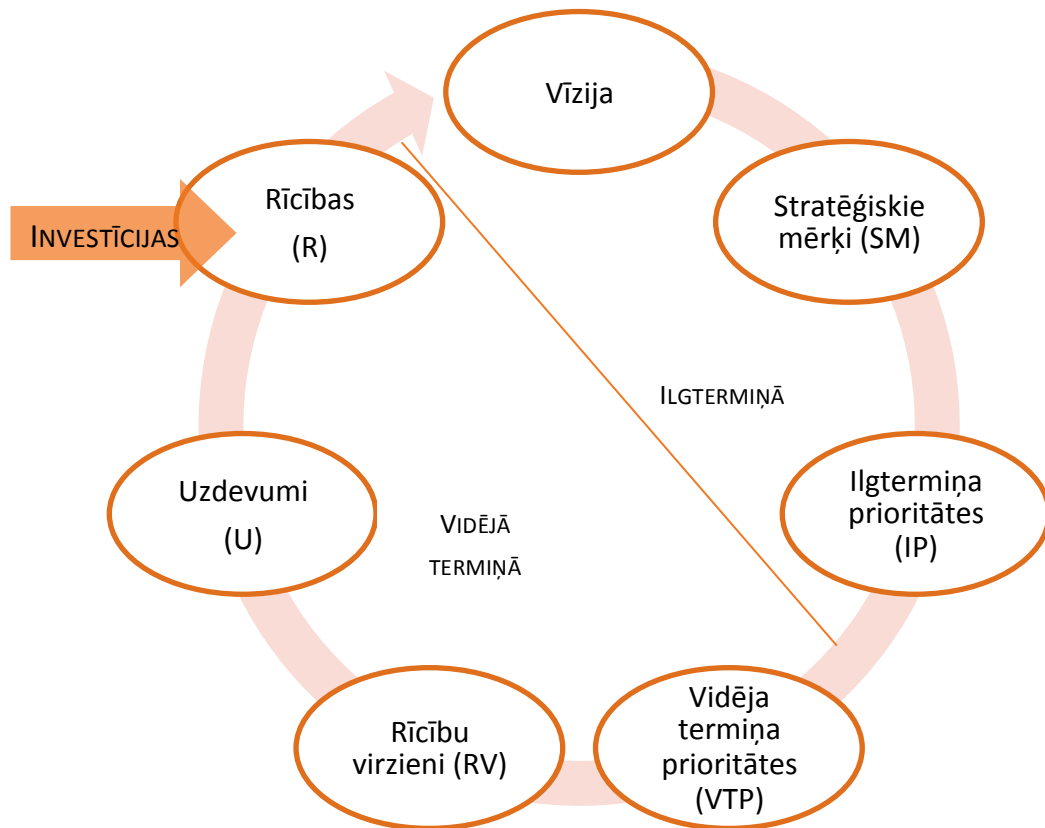 Vīzija
Stratēģiskie
mērķi (SM)
Ilgtermiņa
prioritātes
(IP)
Vidēja
termiņa
prioritātes
(VTP)
Rīcību
virzieni (RV)
Uzdevumi
(U)
Rīcības
(R)
INVESTĪCIJAS
ILGTERMIŅĀ
VIDĒJĀ
TERMIŅĀ